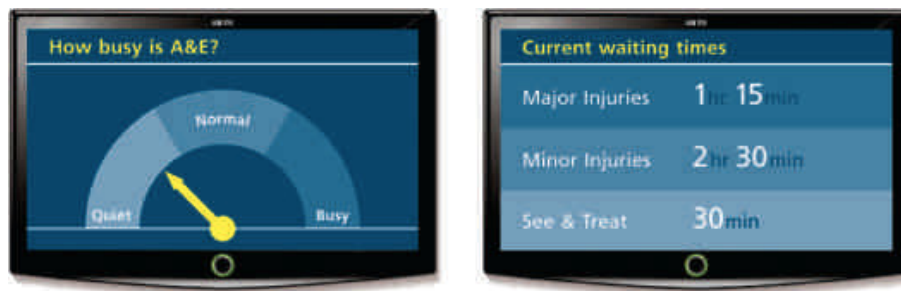 How busy is A&E?
Normal
Quiet
Busy
Current waiting times
Major Injuries 1hr 15min
Minor Injuries 2hr 30min
See & Treat 30min